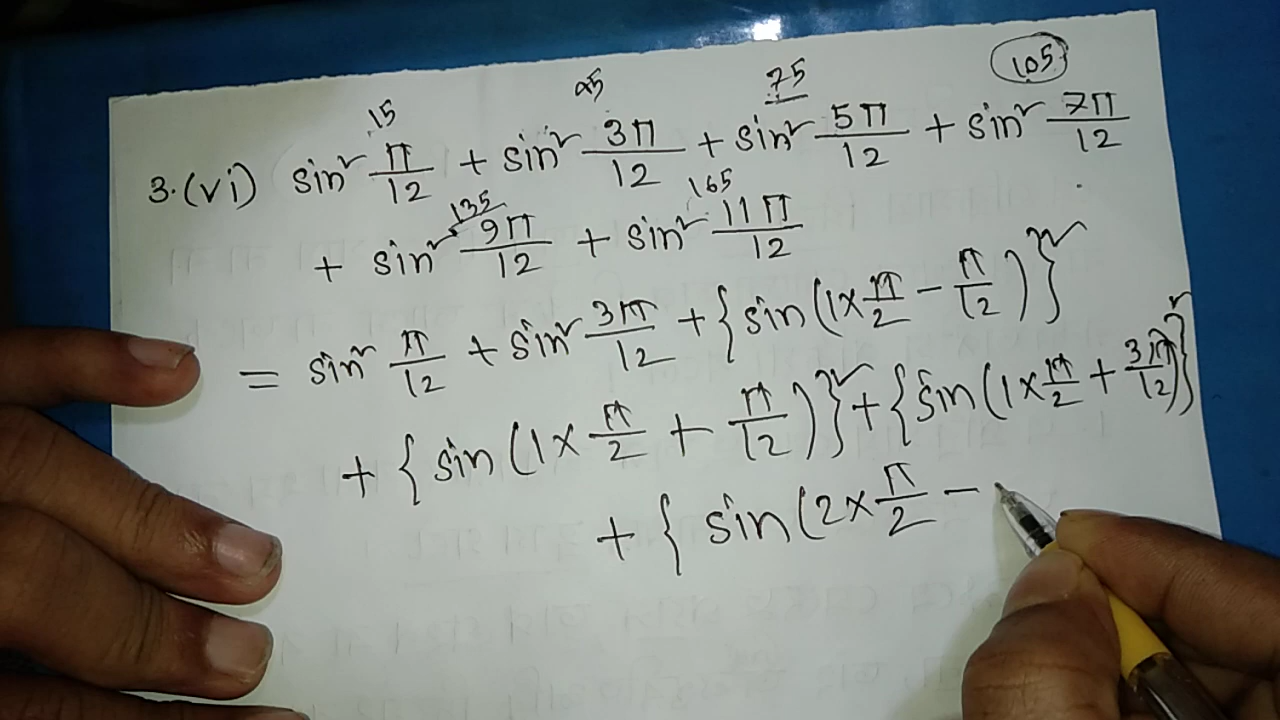 15 45 75 105
3.(vi) sin² π/12 + sin² 3π/12 + sin² 5π/12 + sin² 7π/12
135 165
+ sin² 9π/12 + sin² 11π/12
= sin² π/12 + sin² 3π/12 + {sin(1×π/2 − π/12)}²
+ {sin(1×π/2 + π/12)}² + {sin(1×π/2 + 3π/12)}²
+ { sin(2×π/2 −